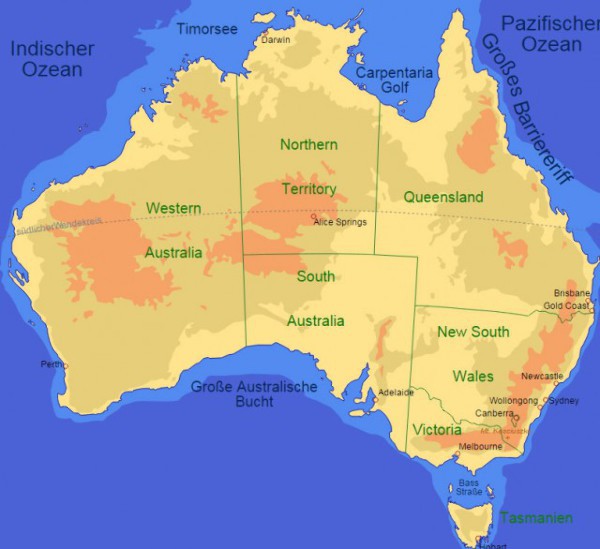 Pazifischer
Ozean
Timorsee
Indischer
Ozean
Darwin
Großes Barriereriff
Carpentaria
Golf
Northern
Territory
Queensland
Western
Australia
südlicher Wendekreis
Alice Springs
South
Australia
Brisbane
Gold Coast
New South
Wales
Perth
Große Australische
Bucht
Newcastle
Adelaide
Wollongong
Sydney
Canberra
Victoria
Mt. Kosciuszko
Melbourne
Bass
Straße
Tasmanien
Hobart